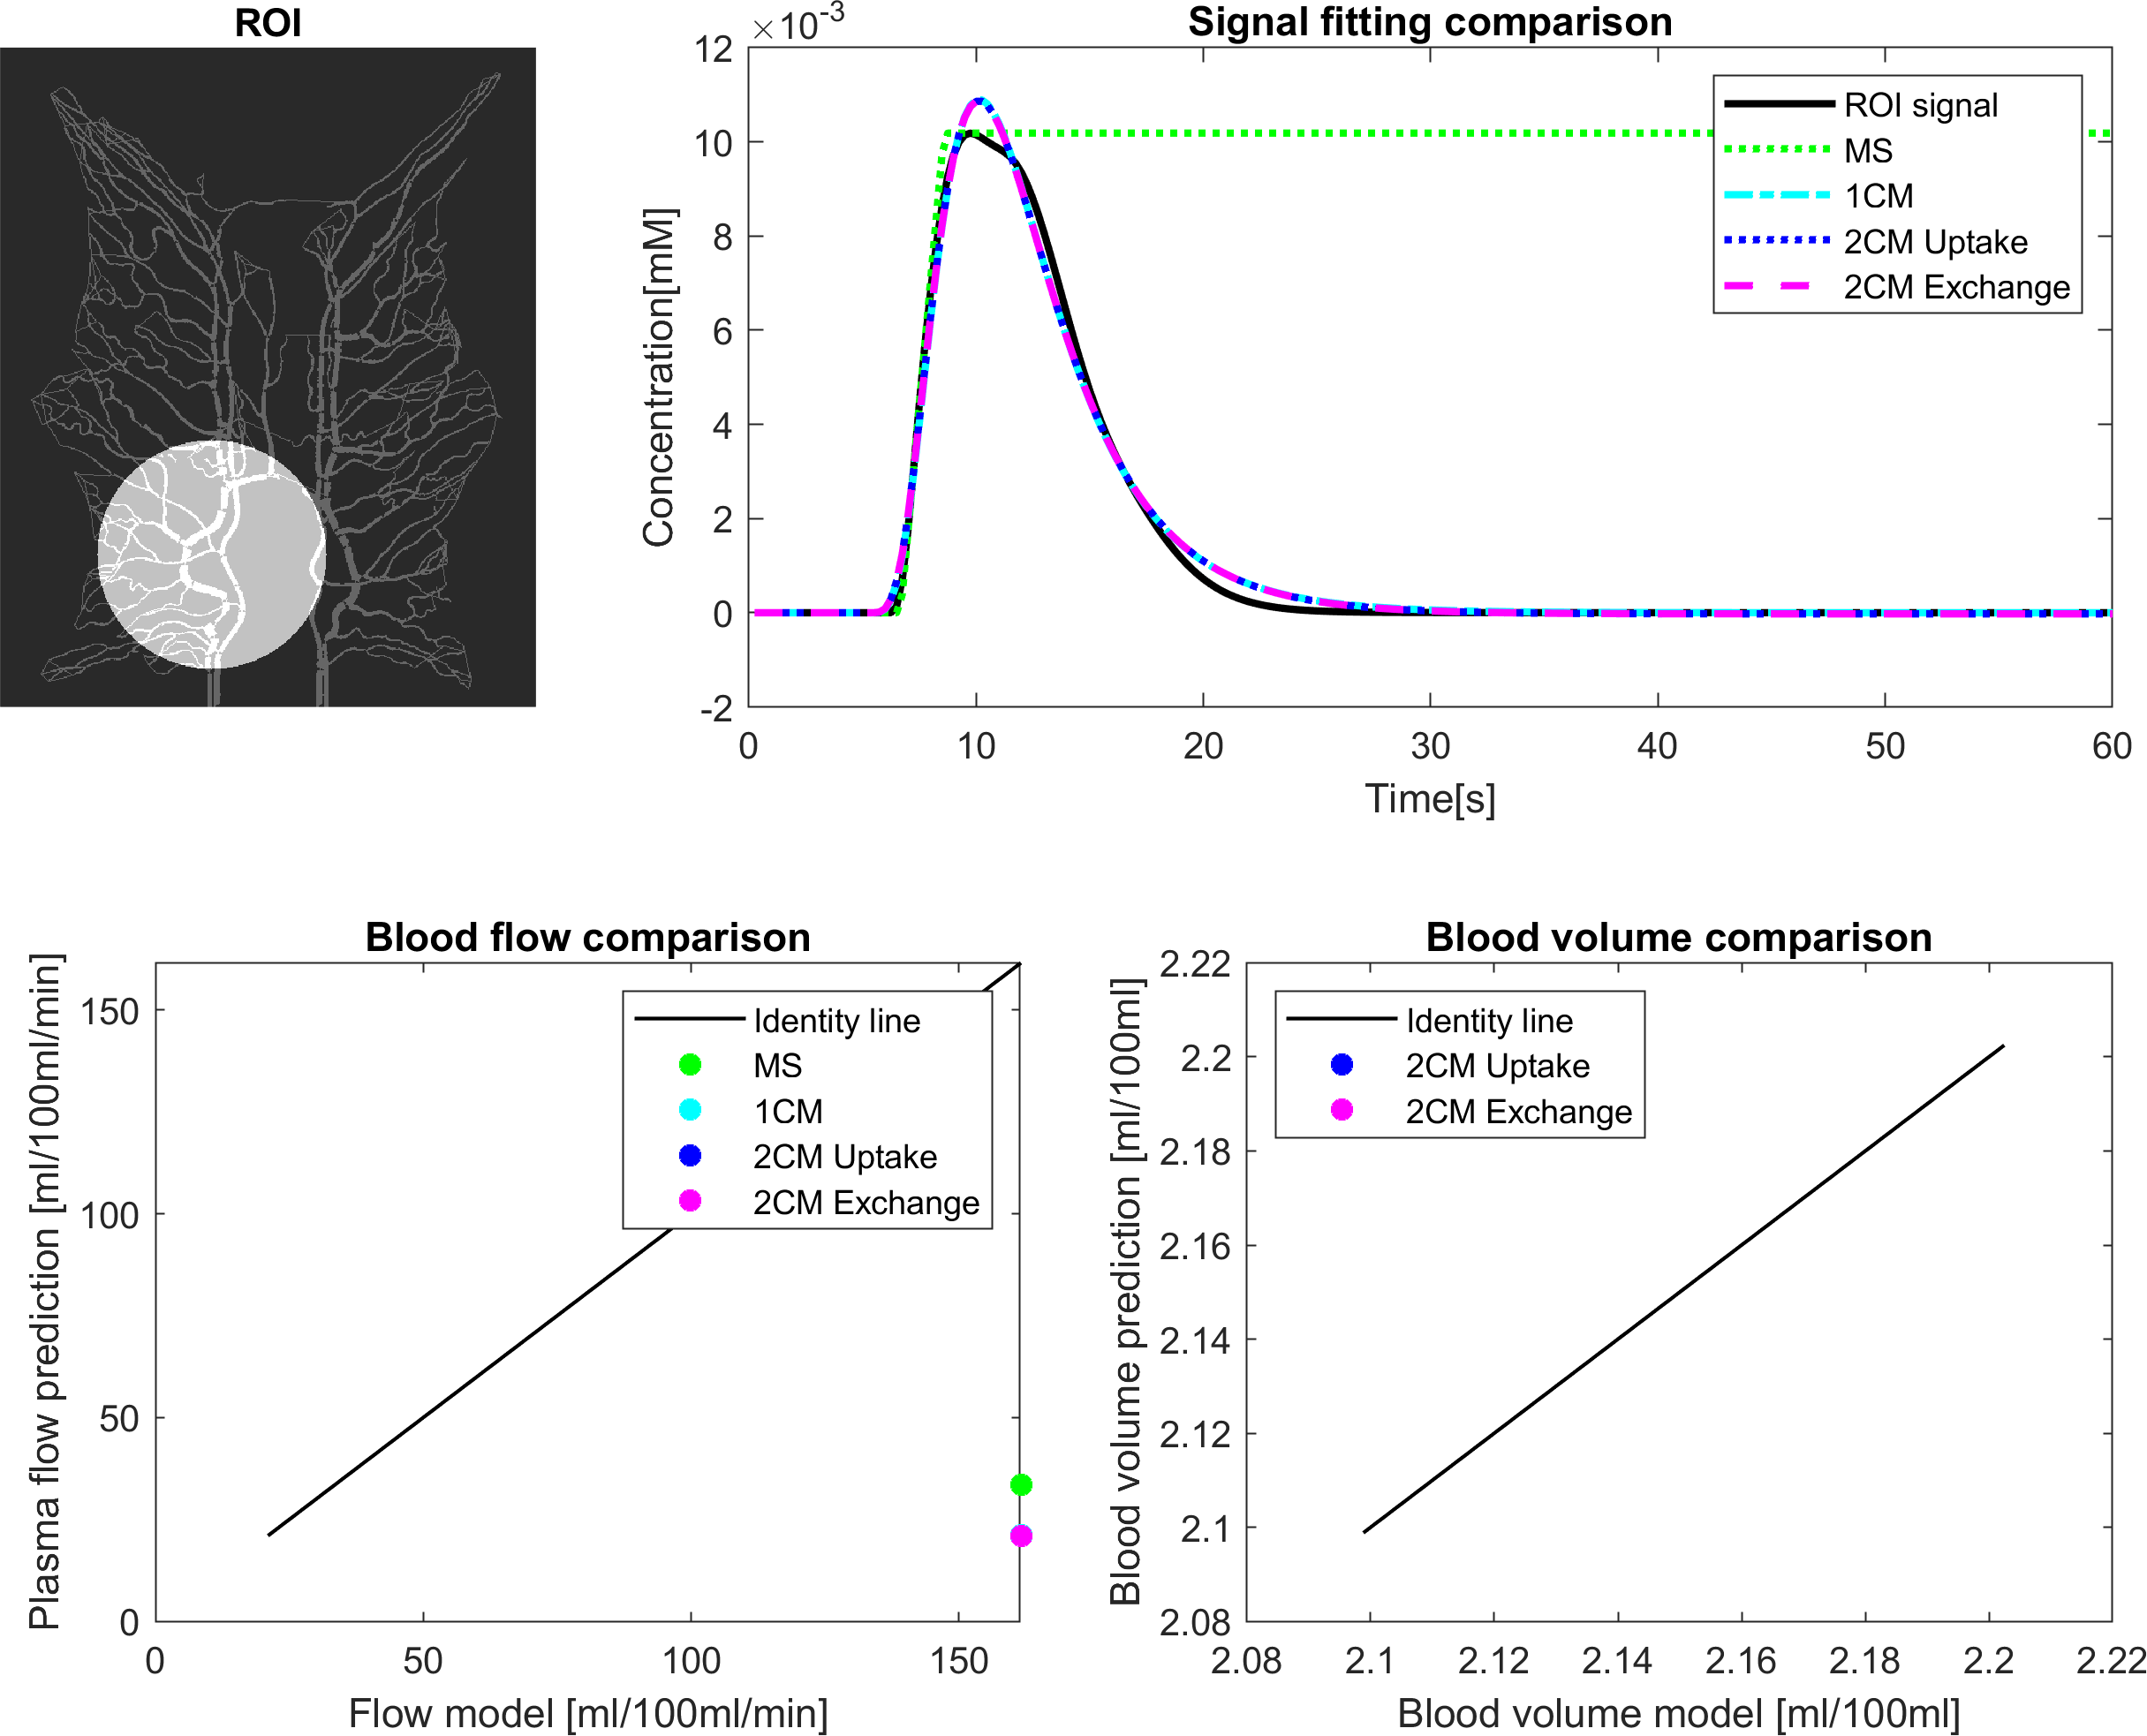 ROI
Signal fitting comparison
×10-3
12
10
8
6
4
2
0
-2
Concentration[mM]
0 10 20 30 40 50 60
Time[s]
ROI signal
MS
1CM
2CM Uptake
2CM Exchange
Blood flow comparison
150
100
50
0
Plasma flow prediction [ml/100ml/min]
0 50 100 150
Flow model [ml/100ml/min]
Identity line
MS
1CM
2CM Uptake
2CM Exchange
Blood volume comparison
2.22
2.2
2.18
2.16
2.14
2.12
2.1
2.08
Blood volume prediction [ml/100ml]
2.08 2.1 2.12 2.14 2.16 2.18 2.2 2.22
Blood volume model [ml/100ml]
Identity line
2CM Uptake
2CM Exchange